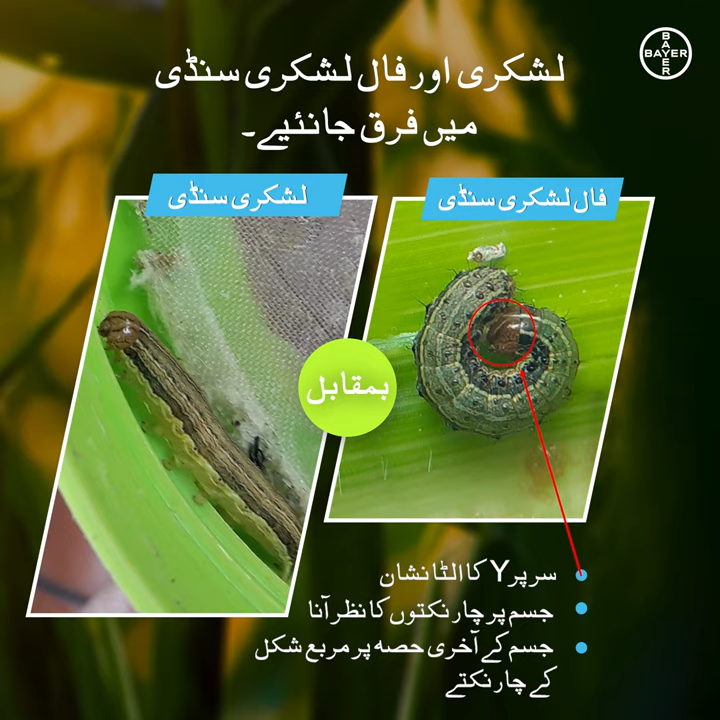 BAYER
BAYER
لشکری اور فال لشکری سنڈی
میں فرق جانئیے۔
فال لشکری سنڈی
لشکری سنڈی
بمقابل
سر پر Y کا الٹا نشان
جسم پر چار نکتوں کا نظر آنا
جسم کے آخری حصہ پر مربع شکل
کے چار نکتے